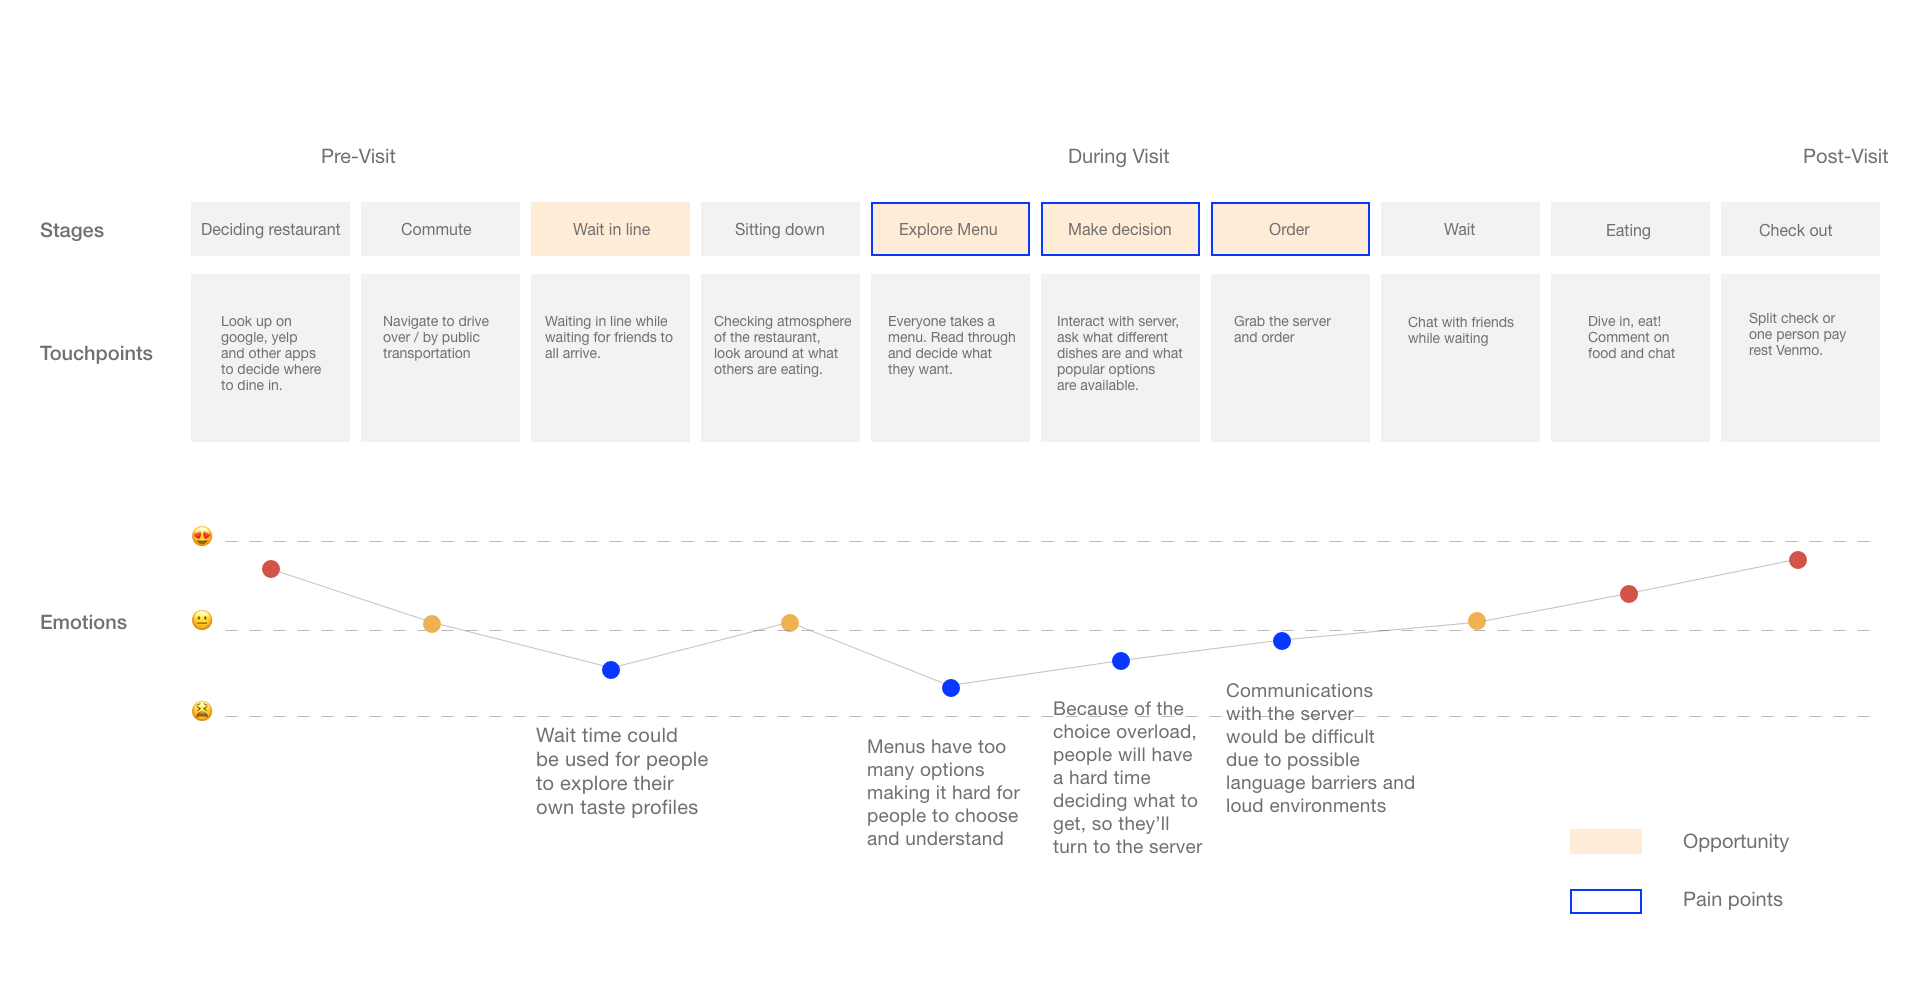 Pre-Visit
During Visit
Post-Visit
Stages
Deciding restaurant
Commute
Wait in line
Sitting down
Explore Menu
Make decision
Order
Wait
Eating
Check out
Touchpoints
Look up on
google, yelp
and other apps
to decide where
to dine in.
Navigate to drive
over / by public
transportation
Waiting in line while
waiting for friends to
all arrive.
Checking atmosphere
of the restaurant,
look around at what
others are eating.
Everyone takes a
menu. Read through
and decide what
they want.
Interact with server,
ask what different
dishes are and what
popular options
are available.
Grab the server
and order
Chat with friends
while waiting
Dive in, eat!
Comment on
food and chat
Split check or
one person pay
rest Venmo.
Emotions
Wait time could
be used for people
to explore their
own taste profiles
Menus have too
many options
making it hard for
people to choose
and understand
Because of the
choice overload,
people will have
a hard time
deciding what to
get, so they’ll
turn to the server
Communications
with the server
would be difficult
due to possible
language barriers and
loud environments
Opportunity
Pain points